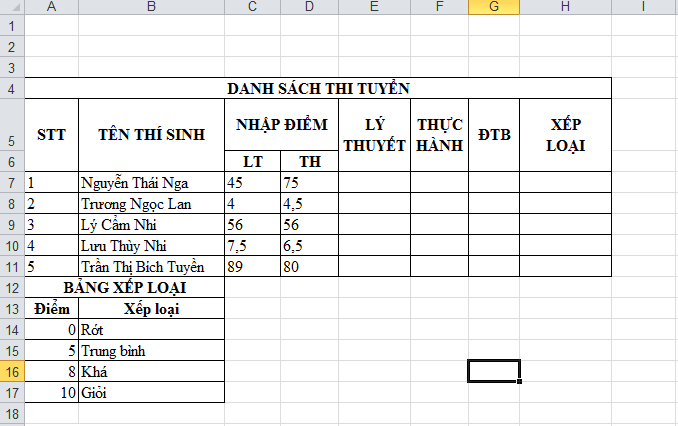 A B C D E F G H I
1
2
3
4 DANH SÁCH THI TUYỂN
5 STT TÊN THÍ SINH NHẬP ĐIỂM LÝ THUYẾT THỰC HÀNH ĐTB XẾP LOẠI
6 LT TH
7 1 Nguyễn Thái Nga 45 75
8 2 Trương Ngọc Lan 4 4,5
9 3 Lý Cẩm Nhi 56 56
10 4 Lưu Thùy Nhi 7,5 6,5
11 5 Trần Thị Bích Tuyền 89 80
12 BẢNG XẾP LOẠI
13 Điểm Xếp loại
14 0 Rớt
15 5 Trung bình
16 8 Khá
17 10 Giỏi
18